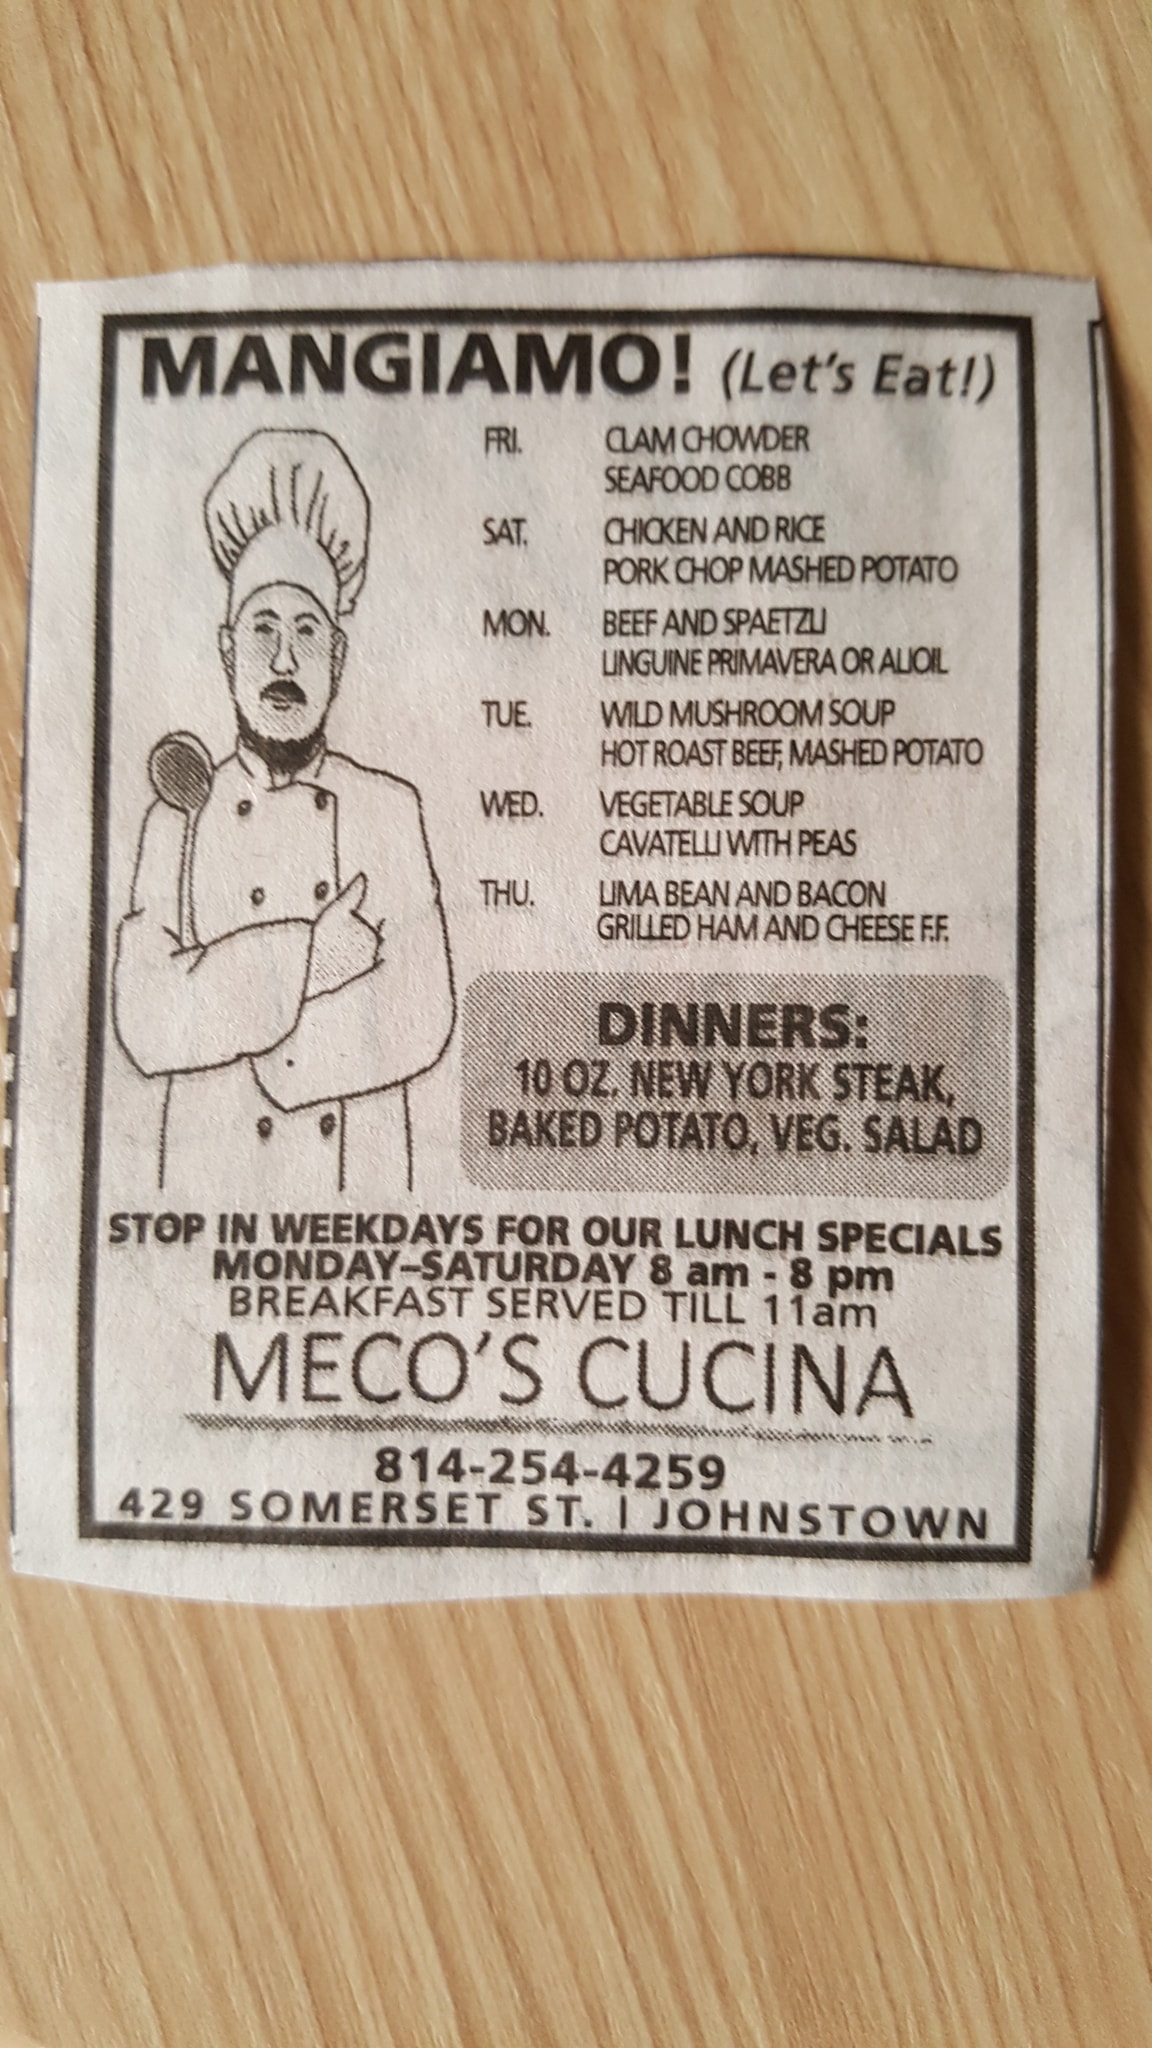 MANGIAMO! (Let's Eat!)
FRI. CLAM CHOWDER
SEAFOOD COBB
SAT. CHICKEN AND RICE
PORK CHOP MASHED POTATO
MON. BEEF AND SPAETZLI
LINGUINE PRIMAVERA OR ALIOIL
TUE. WILD MUSHROOM SOUP
HOT ROAST BEEF, MASHED POTATO
WED. VEGETABLE SOUP
CAVATELLI WITH PEAS
THU. LIMA BEAN AND BACON
GRILLED HAM AND CHEESE F.F.
DINNERS:
10 OZ. NEW YORK STEAK,
BAKED POTATO, VEG. SALAD
STOP IN WEEKDAYS FOR OUR LUNCH SPECIALS
MONDAY–SATURDAY 8 am - 8 pm
BREAKFAST SERVED TILL 11am
MECO'S CUCINA
814-254-4259
429 SOMERSET ST. | JOHNSTOWN